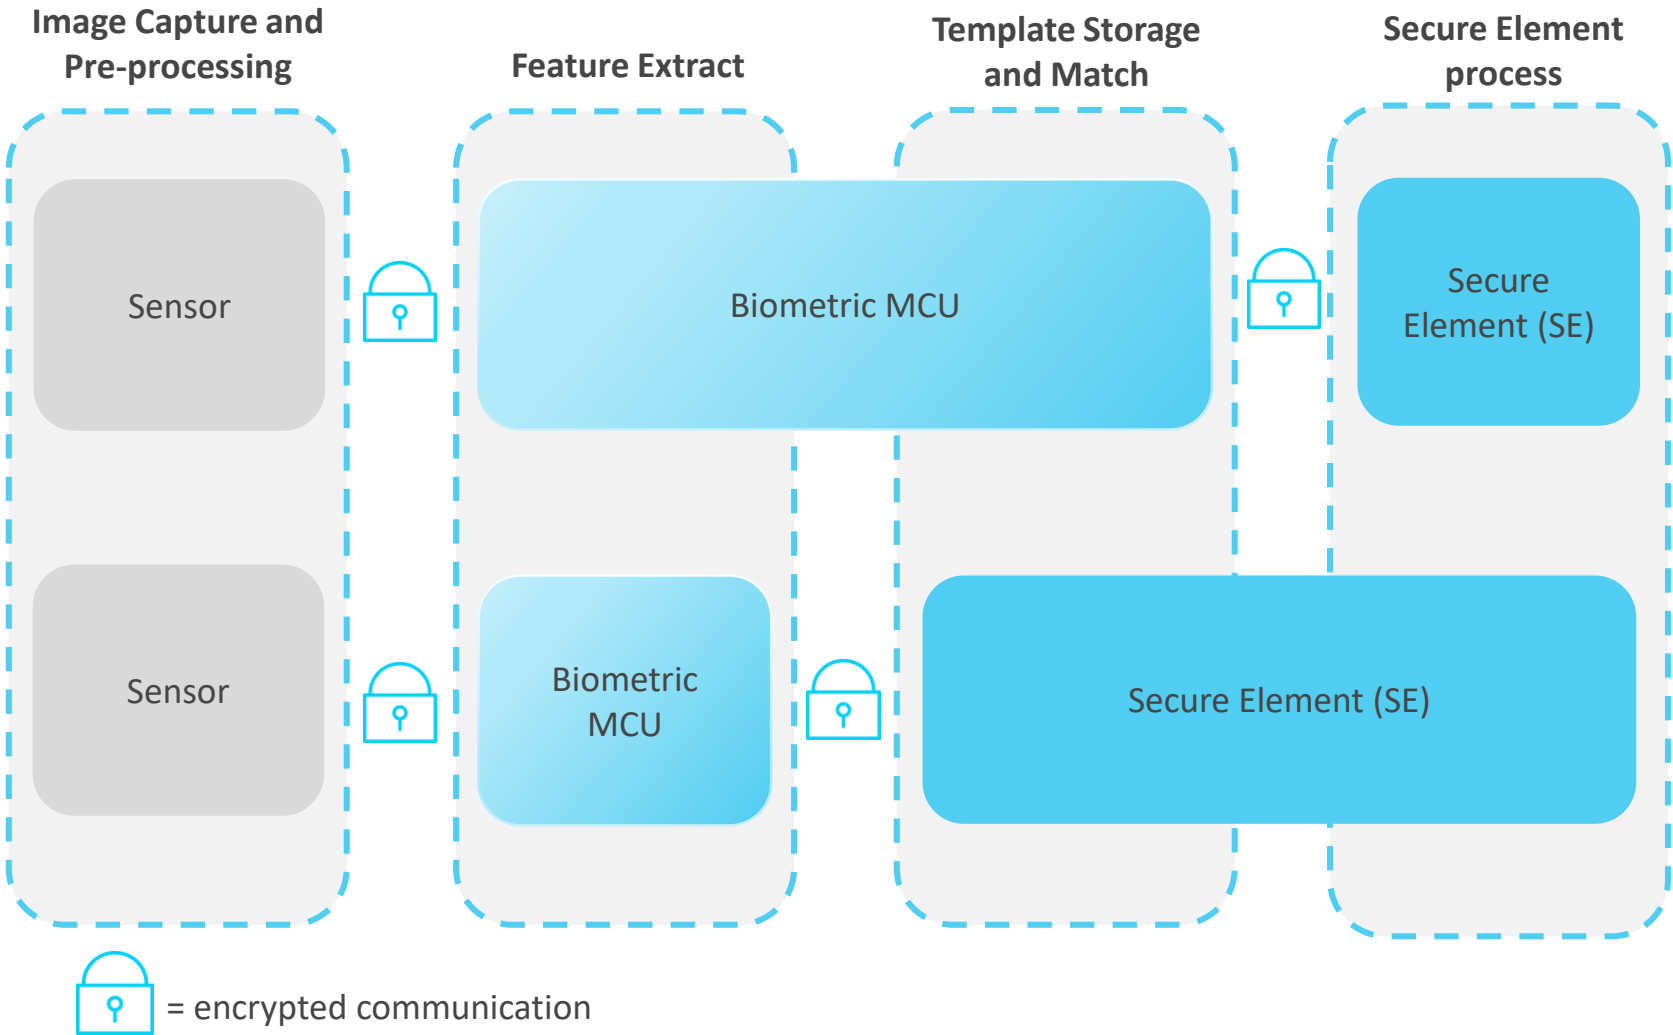 Image Capture and
Pre-processing
Feature Extract
Template Storage
and Match
Secure Element
process
Sensor
Biometric MCU
Secure
Element (SE)
Sensor
Biometric
MCU
Secure Element (SE)
= encrypted communication